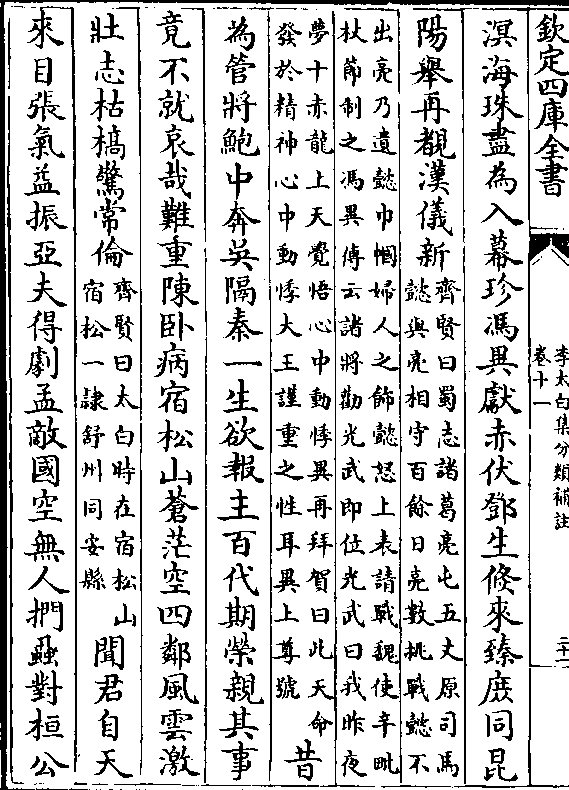 欽定四庫全書
李太白集分類補註
卷十一
溟海珠盡為入幕珍馮異獻赤伏鄧生倏來臻庻同昆
陽舉再覩漢儀新
齊賢曰蜀志諸葛亮屯五丈原司馬
懿與亮相守百餘日亮數挑戰懿不
出亮乃遺懿巾幗婦人之飾懿怒上表請戰魏使辛毗
杖節制之馮異傳云諸將勸光武即位光武曰我昨夜
夢十赤龍上天覺悟心中動悸異再拜賀曰此天命
發於精神心中動悸大王謹重之性耳異上尊號
昔
為管將鮑中奔吳隔秦一生欲報主百代期榮親其事
竟不就哀哉難重陳卧病宿松山蒼茫空四鄰風雲激
壯志枯槁驚常倫
齊賢曰太白時在宿松山
宿松一隸舒州同安縣
聞君自天
來目張氣益振亞夫得劇孟敵國空無人捫蝨對桓公